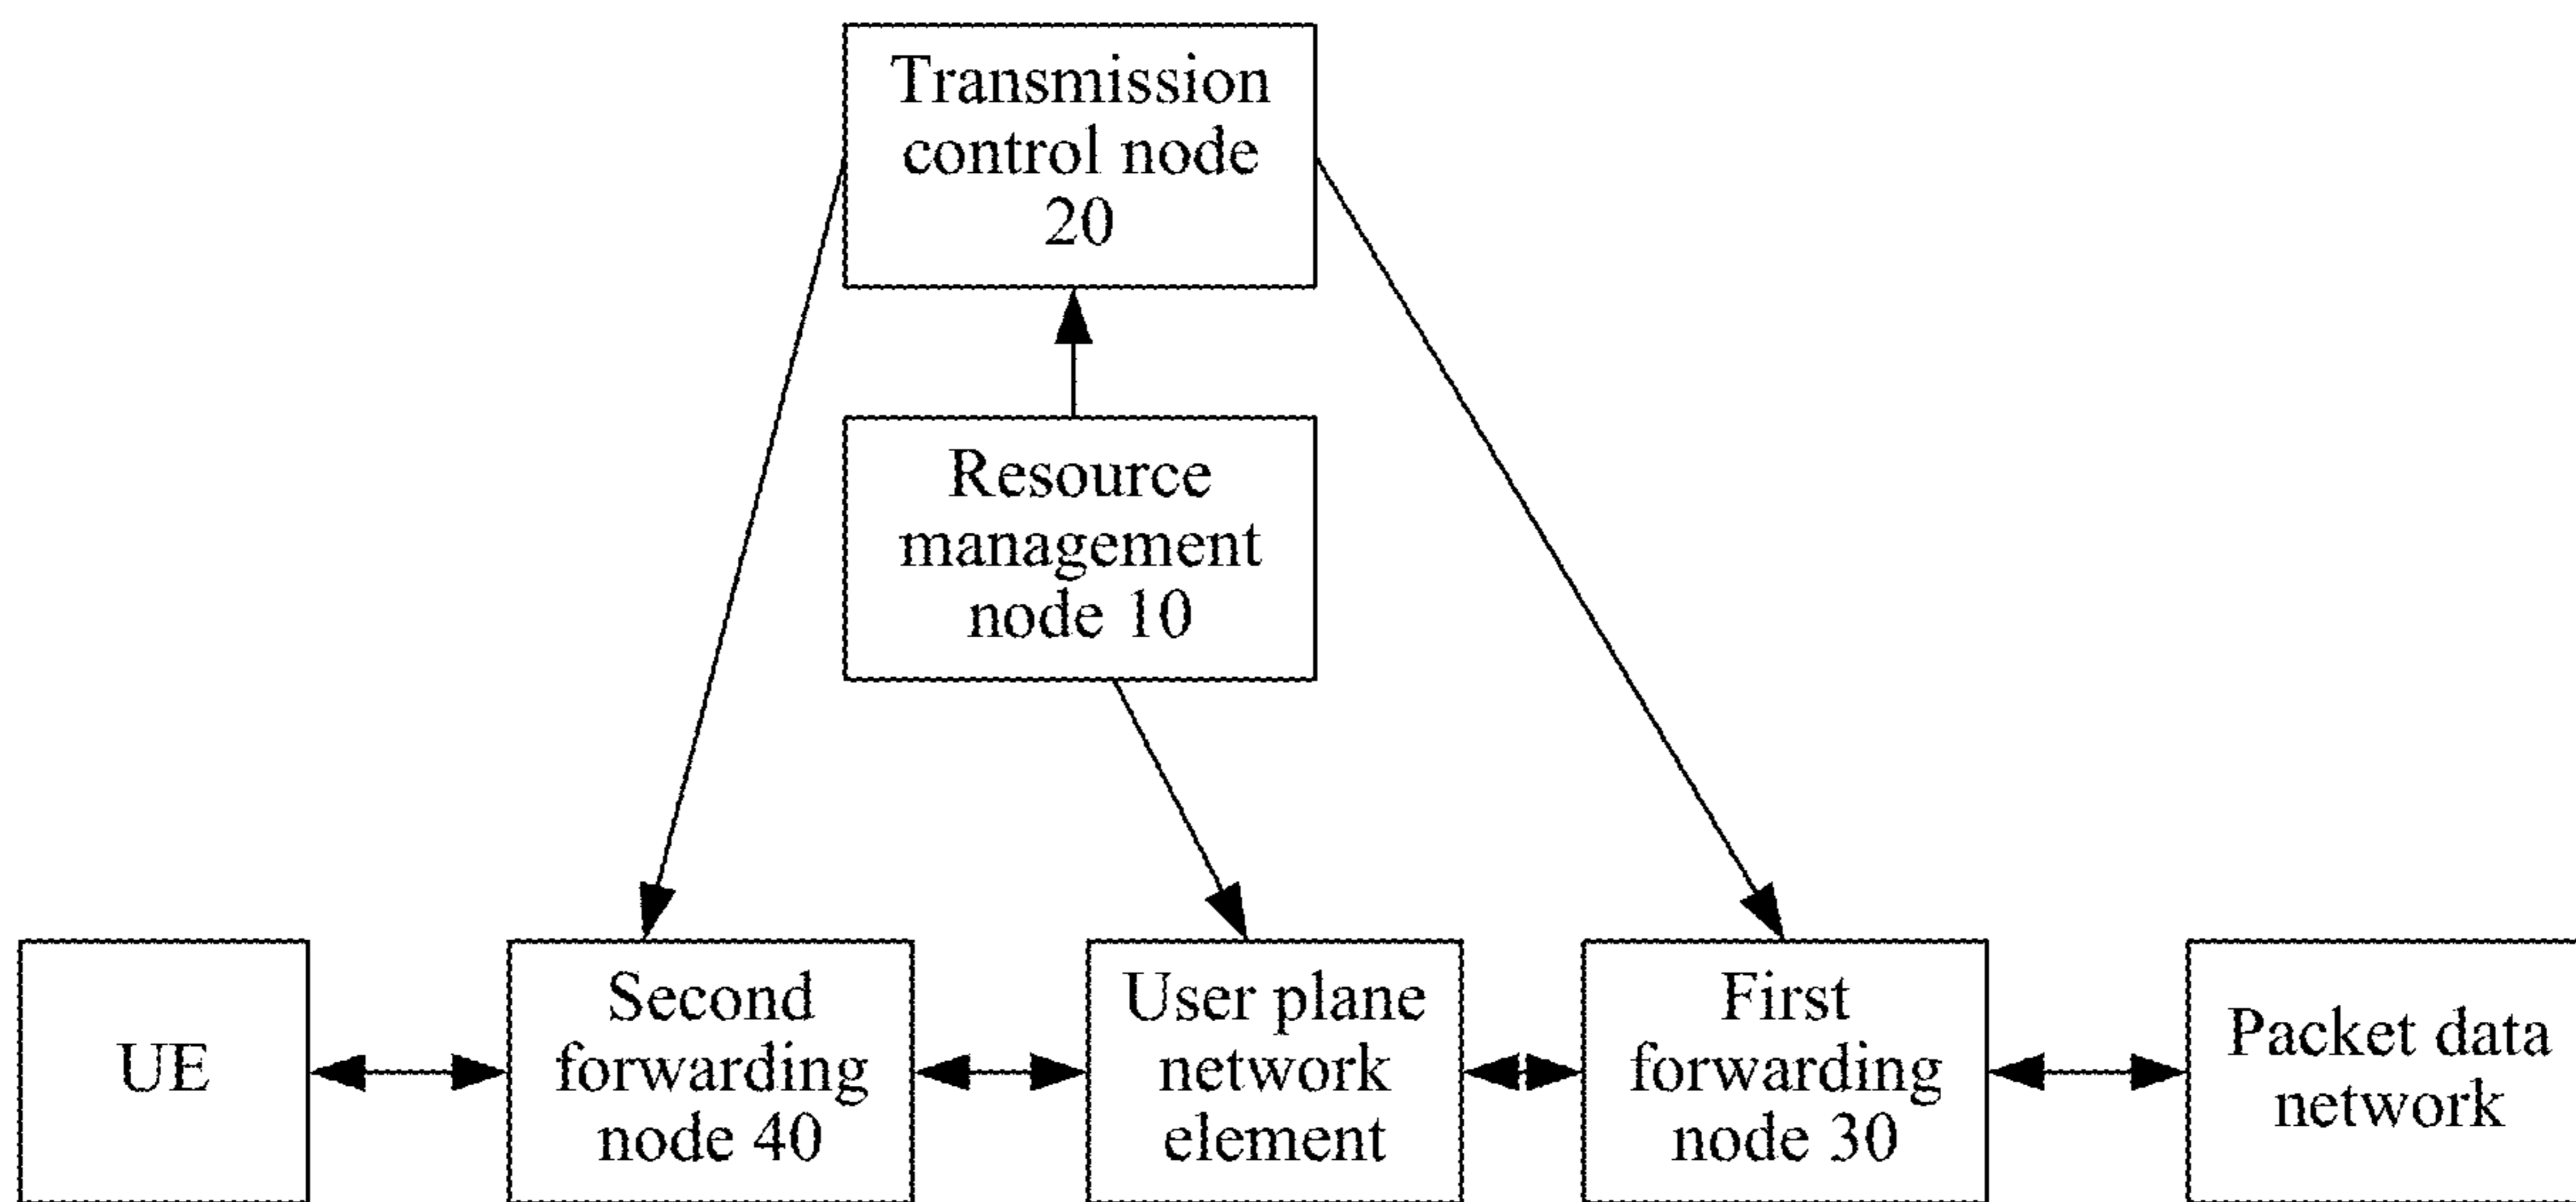 Transmission
control node
20
Resource
management
node 10
UE
Second
forwarding
node 40
User plane
network
element
First
forwarding
node 30
Packet data
network